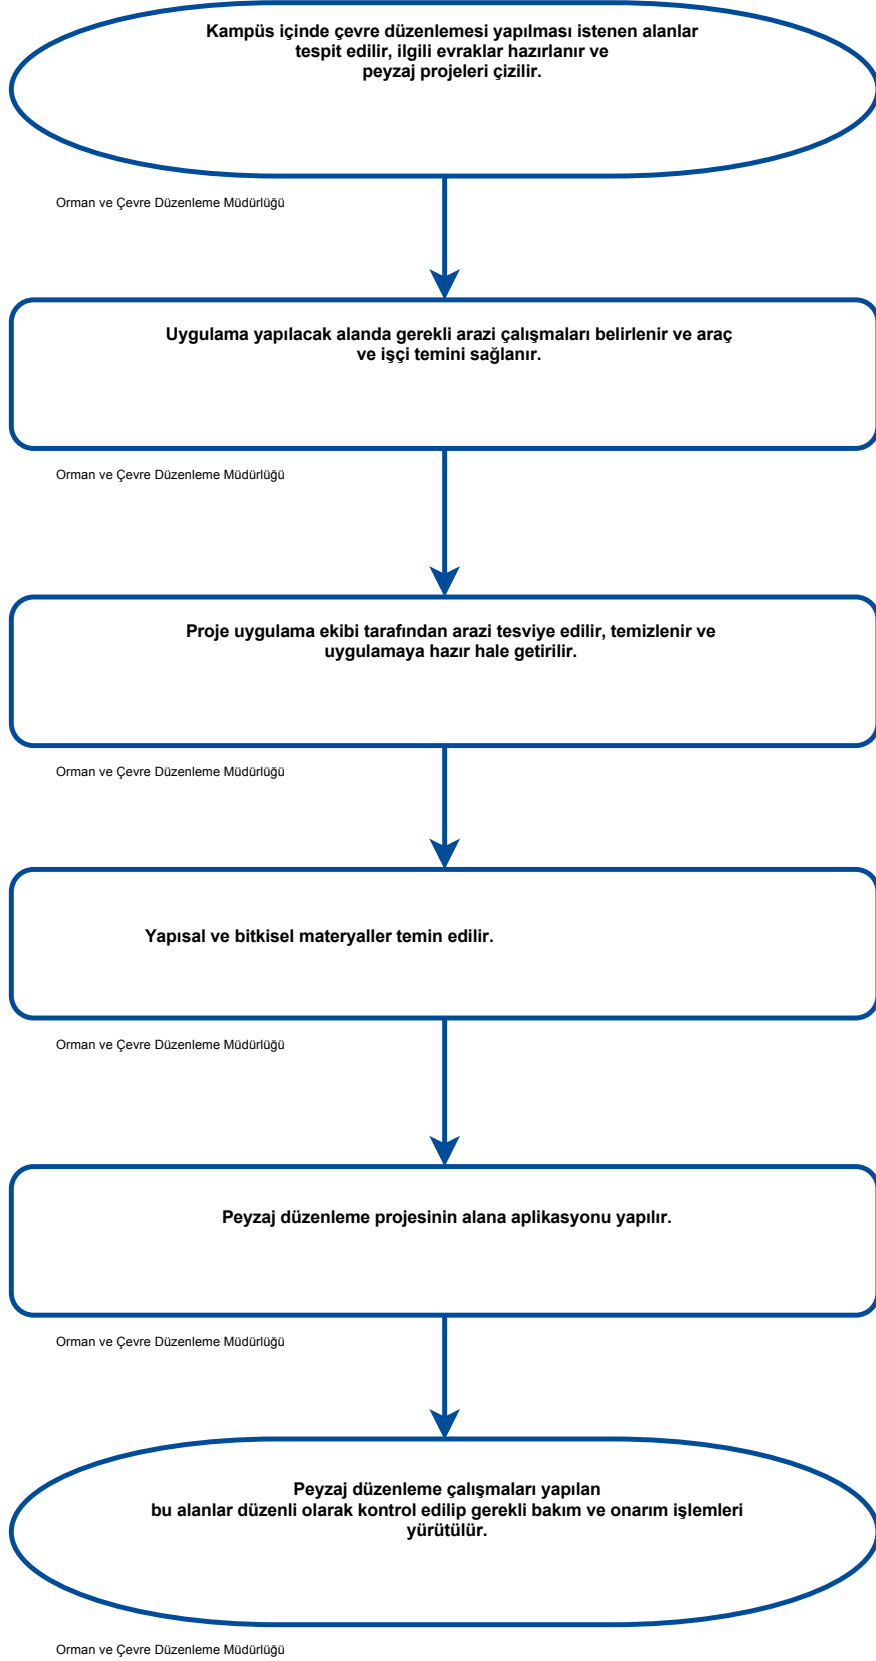 Kampüs içinde çevre düzenlemesi yapılması istenen alanlar
tespit edilir, ilgili evraklar hazırlanır ve
peyzaj projeleri çizilir.
Orman ve Çevre Düzenleme Müdürlüğü
Uygulama yapılacak alanda gerekli arazi çalışmaları belirlenir ve araç
ve işçi temini sağlanır.
Orman ve Çevre Düzenleme Müdürlüğü
Proje uygulama ekibi tarafından arazi tesviye edilir, temizlenir ve
uygulamaya hazır hale getirilir.
Orman ve Çevre Düzenleme Müdürlüğü
Yapısal ve bitkisel materyaller temin edilir.
Orman ve Çevre Düzenleme Müdürlüğü
Peyzaj düzenleme projesinin alana aplikasyonu yapılır.
Orman ve Çevre Düzenleme Müdürlüğü
Peyzaj düzenleme çalışmaları yapılan
bu alanlar düzenli olarak kontrol edilip gerekli bakım ve onarım işlemleri
yürütülür.
Orman ve Çevre Düzenleme Müdürlüğü